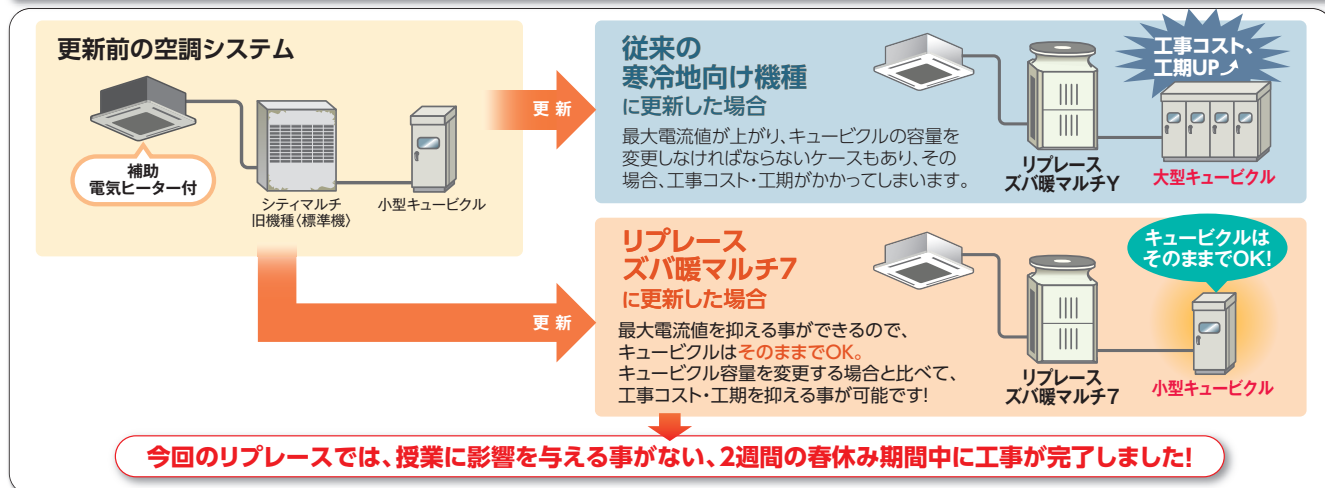 更新前の空調システム
補助
電気ヒーター付
シティマルチ
旧機種〈標準機〉
小型キュービクル
更新
従来の
寒冷地向け機種
に更新した場合
最大電流値が上がり、キュービクルの容量を
変更しなければならないケースもあり、その
場合、工事コスト・工期がかかってしまいます。
リプレース
ズバ暖マルチY
工事コスト、
工期UP
大型キュービクル
更新
リプレース
ズバ暖マルチ7
に更新した場合
最大電流値を抑える事ができるので、
キュービクルはそのままでOK。
キュービクル容量を変更する場合と比べて、
工事コスト・工期を抑える事が可能です!
リプレース
ズバ暖マルチ7
キュービクルは
そのままでOK!
小型キュービクル
今回のリプレースでは、授業に影響を与える事がない、2週間の春休み期間中に工事が完了しました!